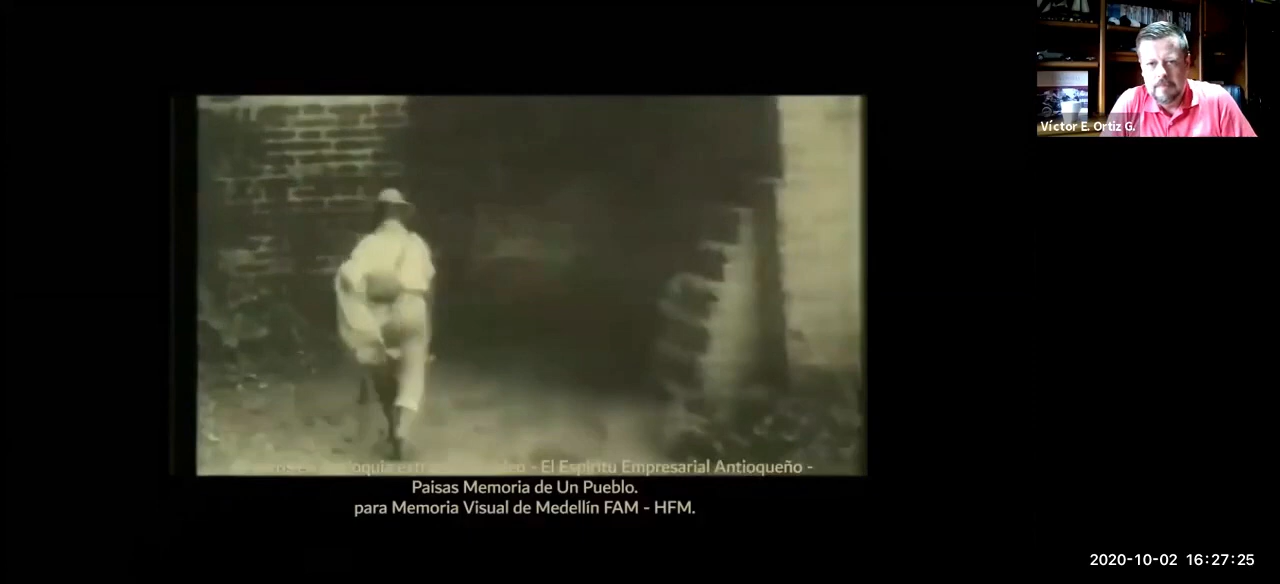 Víctor E. Ortiz G.
- El Espíritu Empresarial Antioqueño -
Paisas Memoria de Un Pueblo.
para Memoria Visual de Medellín FAM - HFM.
2020-10-02 16:27:25